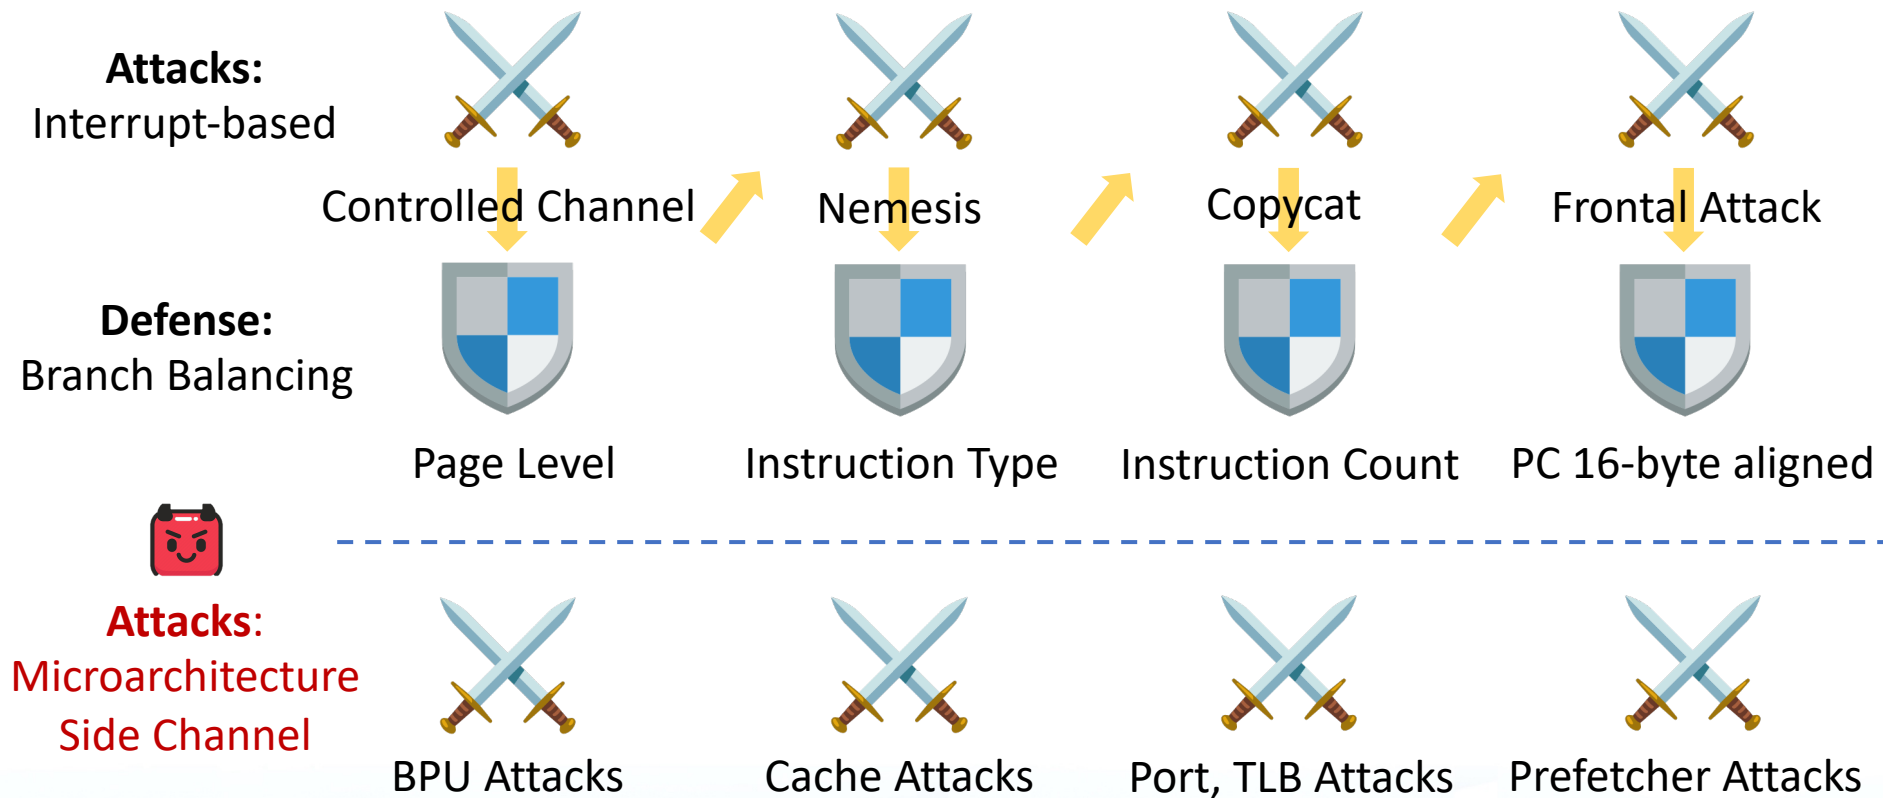 Attacks:
Interrupt-based
Controlled Channel
Nemesis
Copycat
Frontal Attack
Defense:
Branch Balancing
Page Level
Instruction Type
Instruction Count
PC 16-byte aligned
Attacks:
Microarchitecture
Side Channel
BPU Attacks
Cache Attacks
Port, TLB Attacks
Prefetcher Attacks